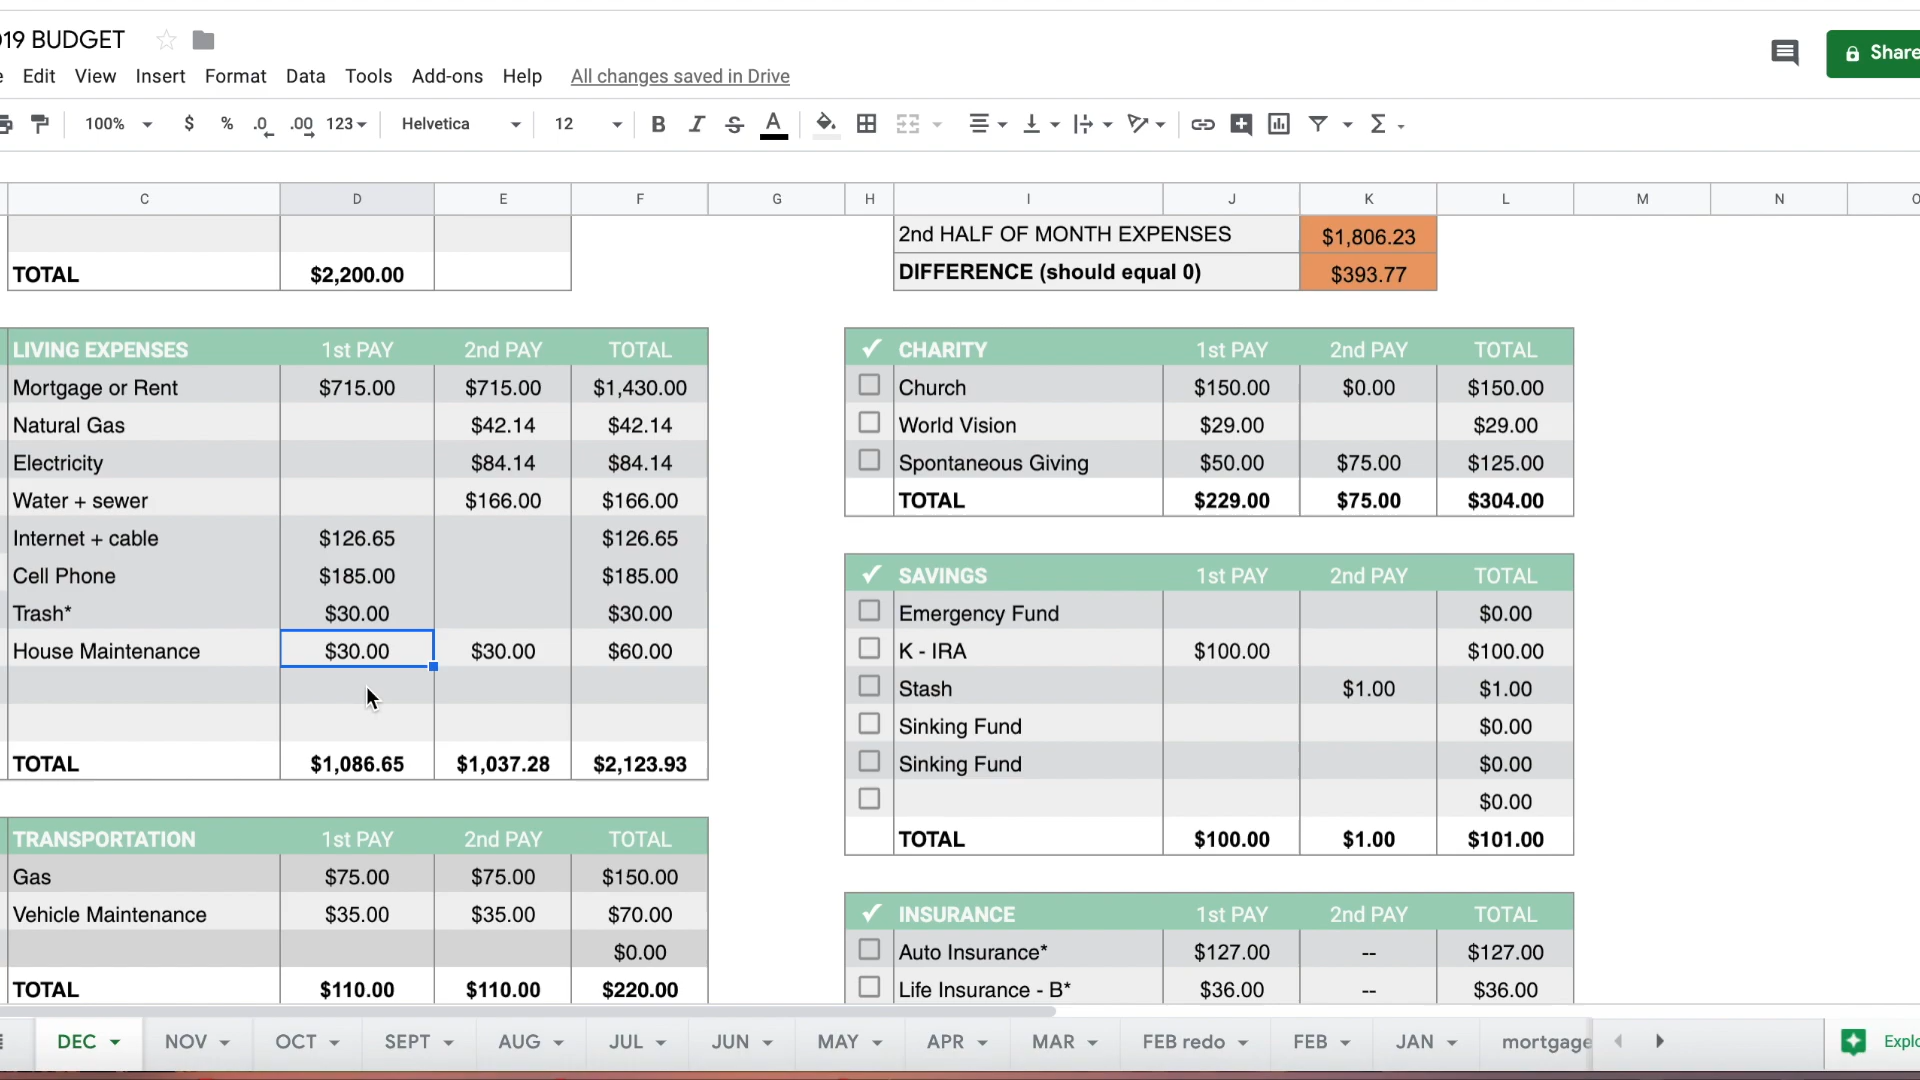 019 BUDGET
Edit View Insert Format Data Tools Add-ons Help All changes saved in Drive
Share
100% $ % .0 .00 123 Helvetica 12 B I S A
C D E F G H I J K L M N O
2nd HALF OF MONTH EXPENSES $1,806.23
TOTAL $2,200.00
DIFFERENCE (should equal 0) $393.77
LIVING EXPENSES 1st PAY 2nd PAY TOTAL
Mortgage or Rent $715.00 $715.00 $1,430.00
Natural Gas $42.14 $42.14
Electricity $84.14 $84.14
Water + sewer $166.00 $166.00
Internet + cable $126.65 $126.65
Cell Phone $185.00 $185.00
Trash* $30.00 $30.00
House Maintenance $30.00 $30.00 $60.00
TOTAL $1,086.65 $1,037.28 $2,123.93
TRANSPORTATION 1st PAY 2nd PAY TOTAL
Gas $75.00 $75.00 $150.00
Vehicle Maintenance $35.00 $35.00 $70.00
$0.00
TOTAL $110.00 $110.00 $220.00
✓ CHARITY 1st PAY 2nd PAY TOTAL
Church $150.00 $0.00 $150.00
World Vision $29.00 $29.00
Spontaneous Giving $50.00 $75.00 $125.00
TOTAL $229.00 $75.00 $304.00
✓ SAVINGS 1st PAY 2nd PAY TOTAL
Emergency Fund $0.00
K - IRA $100.00 $100.00
Stash $1.00 $1.00
Sinking Fund $0.00
Sinking Fund $0.00
$0.00
TOTAL $100.00 $1.00 $101.00
✓ INSURANCE 1st PAY 2nd PAY TOTAL
Auto Insurance* $127.00 -- $127.00
Life Insurance - B* $36.00 -- $36.00
DEC NOV OCT SEPT AUG JUL JUN MAY APR MAR FEB redo FEB JAN mortgage
Explo